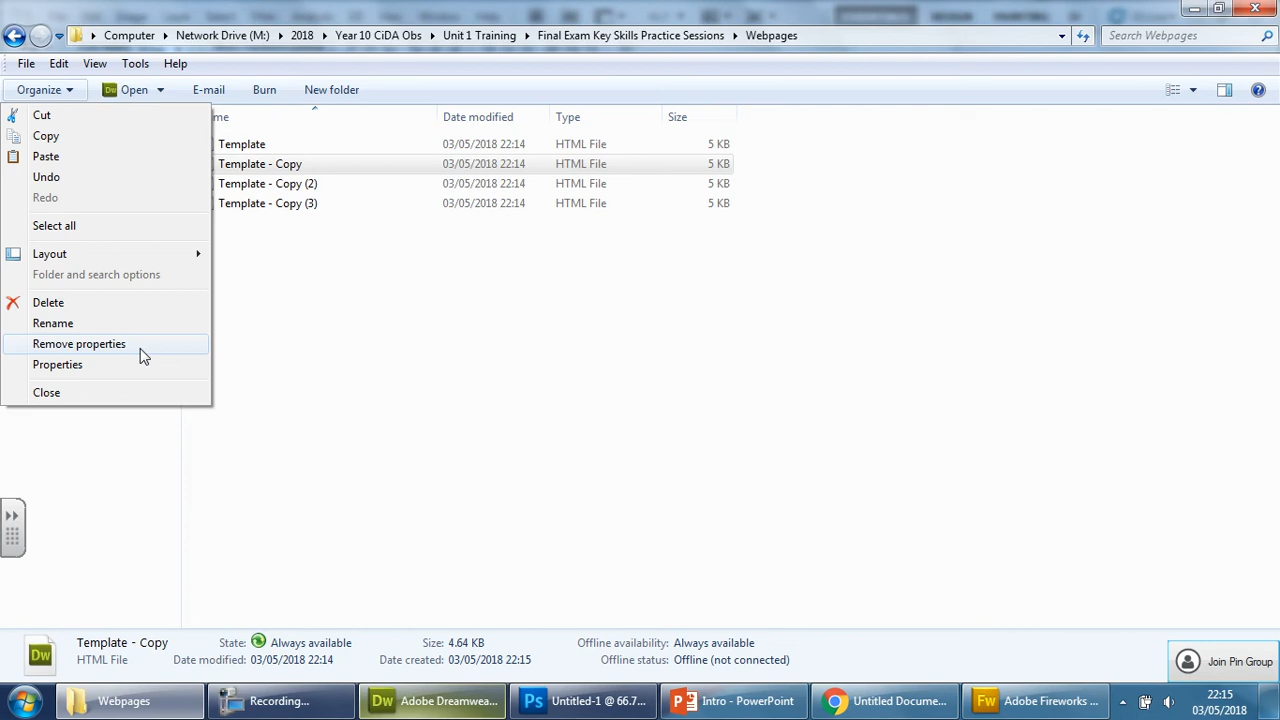 Computer Network Drive (M:) 2018 Year 10 CiDA Obs Unit 1 Training Final Exam Key Skills Practice Sessions Webpages Search Webpages
File Edit View Tools Help
Organize Dw Open E-mail Burn New folder
me Date modified Type Size
Cut
Copy
Paste
Undo
Redo
Select all
Layout
Folder and search options
Delete
Rename
Remove properties
Properties
Close
Template 03/05/2018 22:14 HTML File 5 KB
Template - Copy 03/05/2018 22:14 HTML File 5 KB
Template - Copy (2) 03/05/2018 22:14 HTML File 5 KB
Template - Copy (3) 03/05/2018 22:14 HTML File 5 KB
Dw
Template - Copy State: Always available Size: 4.64 KB Offline availability: Always available
HTML File Date modified: 03/05/2018 22:14 Date created: 03/05/2018 22:15 Offline status: Offline (not connected)
Join Pin Group
Webpages Recording... Dw Adobe Dreamwea... Ps Untitled-1 @ 66.7... Intro - PowerPoint Untitled Documen... Fw Adobe Fireworks ...
22:15
03/05/2018